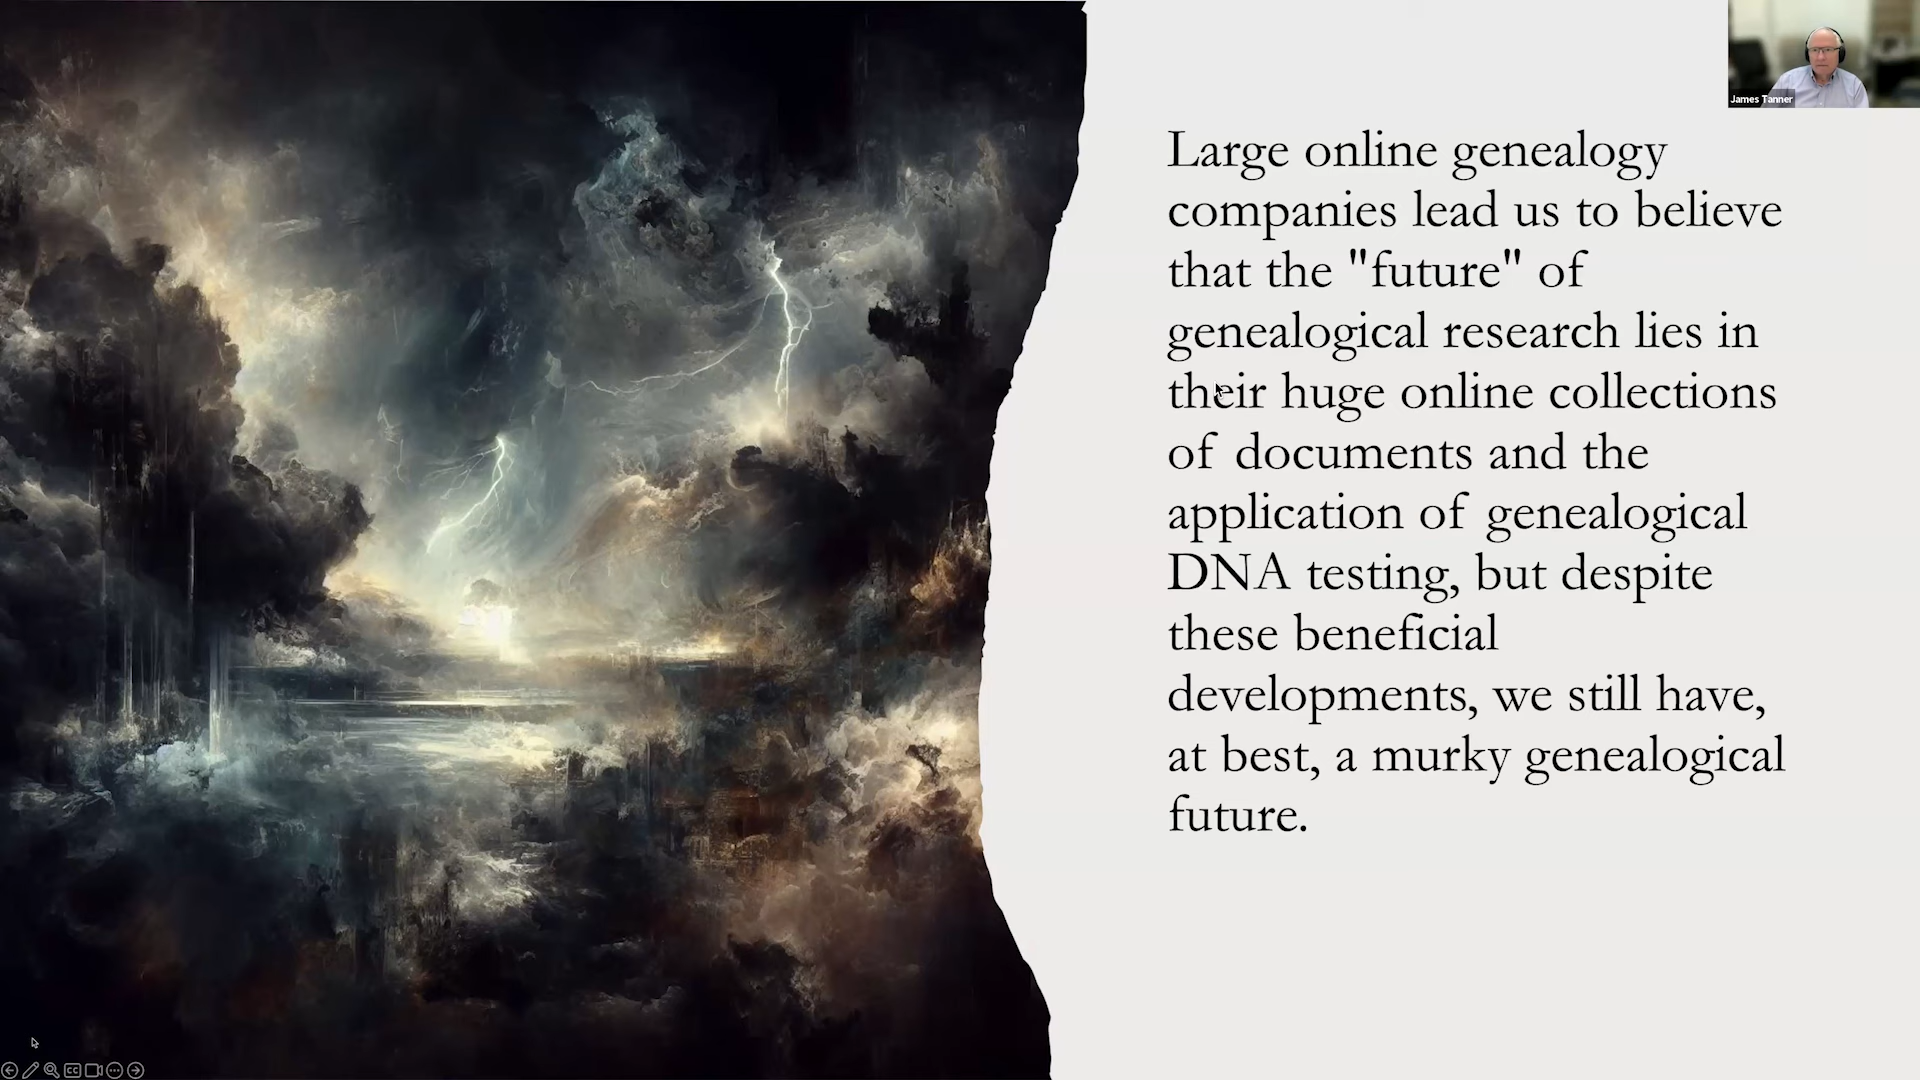 James Tanner
Large online genealogy
companies lead us to believe
that the "future" of
genealogical research lies in
their huge online collections
of documents and the
application of genealogical
DNA testing, but despite
these beneficial
developments, we still have,
at best, a murky genealogical
future.
CC